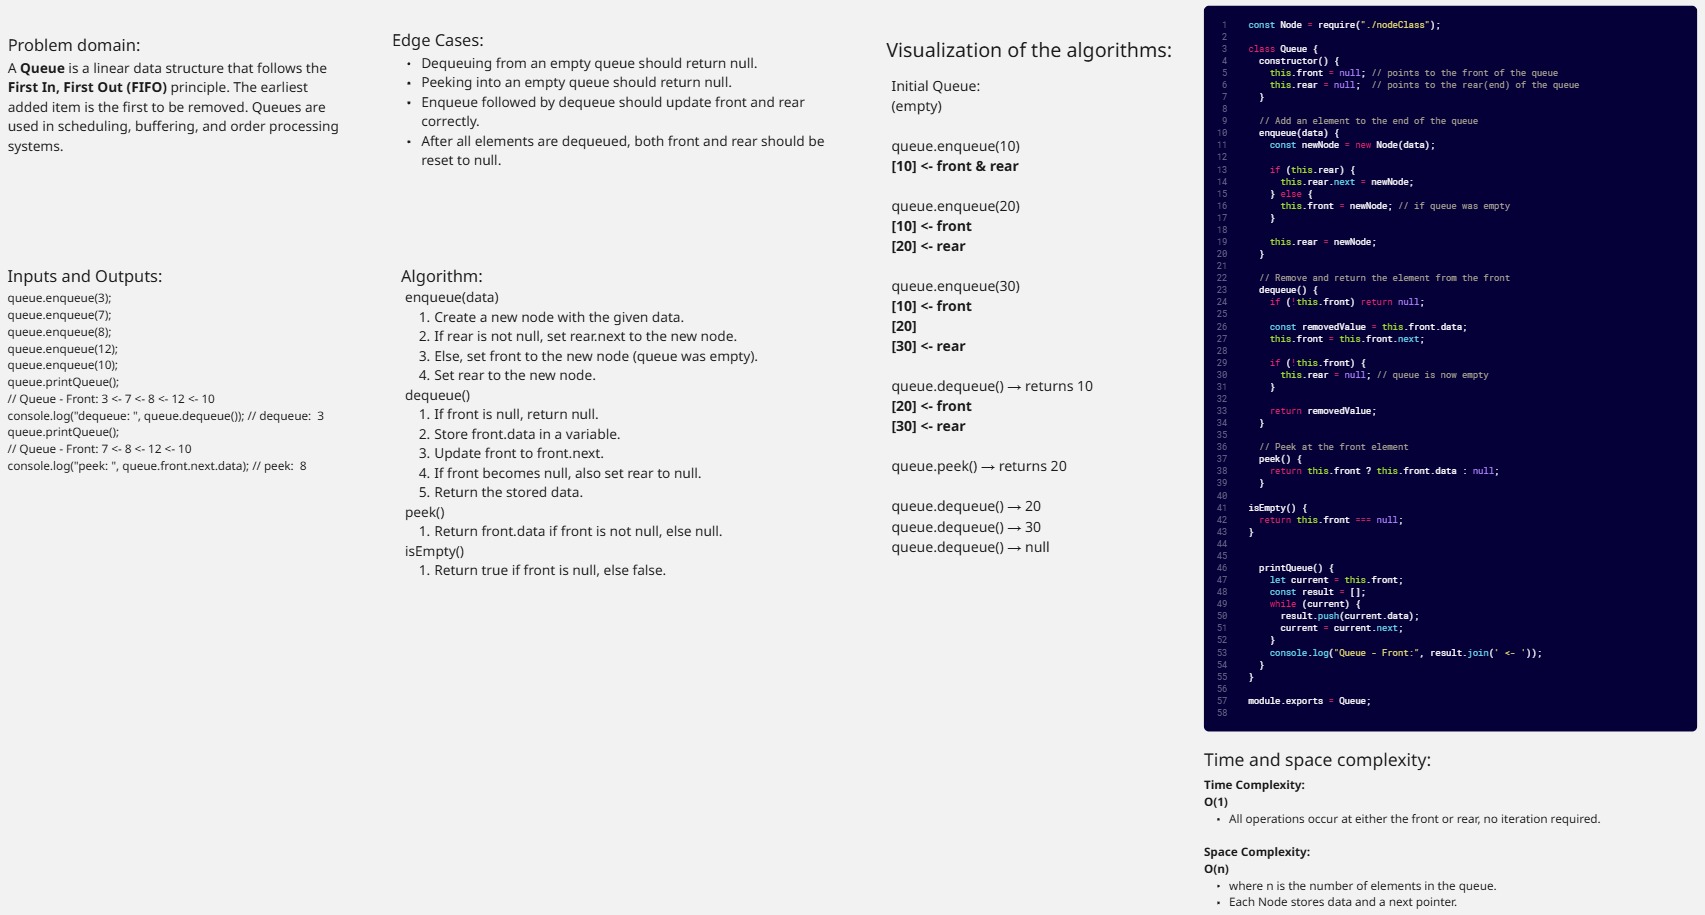 Problem domain:
A Queue is a linear data structure that follows the
First In, First Out (FIFO) principle. The earliest
added item is the first to be removed. Queues are
used in scheduling, buffering, and order processing
systems.
Edge Cases:
• Dequeuing from an empty queue should return null.
• Peeking into an empty queue should return null.
• Enqueue followed by dequeue should update front and rear
correctly.
• After all elements are dequeued, both front and rear should be
reset to null.
Inputs and Outputs:
queue.enqueue(3);
queue.enqueue(7);
queue.enqueue(8);
queue.enqueue(12);
queue.enqueue(10);
queue.printQueue();
// Queue - Front: 3 <- 7 <- 8 <- 12 <- 10
console.log("dequeue: ", queue.dequeue()); // dequeue:  3
queue.printQueue();
// Queue - Front: 7 <- 8 <- 12 <- 10
console.log("peek: ", queue.front.next.data); // peek:  8
Algorithm:
enqueue(data)
1. Create a new node with the given data.
2. If rear is not null, set rear.next to the new node.
3. Else, set front to the new node (queue was empty).
4. Set rear to the new node.
dequeue()
1. If front is null, return null.
2. Store front.data in a variable.
3. Update front to front.next.
4. If front becomes null, also set rear to null.
5. Return the stored data.
peek()
1. Return front.data if front is not null, else null.
isEmpty()
1. Return true if front is null, else false.
Visualization of the algorithms:
Initial Queue:
(empty)
queue.enqueue(10)
[10] <- front & rear
queue.enqueue(20)
[10] <- front
[20] <- rear
queue.enqueue(30)
[10] <- front
[20]
[30] <- rear
queue.dequeue() → returns 10
[20] <- front
[30] <- rear
queue.peek() → returns 20
queue.dequeue() → 20
queue.dequeue() → 30
queue.dequeue() → null
1 const Node = require("./nodeClass");
2
3 class Queue {
4 constructor() {
5 this.front = null; // points to the front of the queue
6 this.rear = null;  // points to the rear(end) of the queue
7 }
8
9 // Add an element to the end of the queue
10 enqueue(data) {
11 const newNode = new Node(data);
12
13 if (this.rear) {
14 this.rear.next = newNode;
15 } else {
16 this.front = newNode; // if queue was empty
17 }
18
19 this.rear = newNode;
20 }
21
22 // Remove and return the element from the front
23 dequeue() {
24 if (!this.front) return null;
25
26 const removedValue = this.front.data;
27 this.front = this.front.next;
28
29 if (!this.front) {
30 this.rear = null; // queue is now empty
31 }
32
33 return removedValue;
34 }
35
36 // Peek at the front element
37 peek() {
38 return this.front ? this.front.data : null;
39 }
40
41 isEmpty() {
42 return this.front === null;
43 }
44
45
46 printQueue() {
47 let current = this.front;
48 const result = [];
49 while (current) {
50 result.push(current.data);
51 current = current.next;
52 }
53 console.log("Queue - Front:", result.join(' <- '));
54 }
55 }
56
57 module.exports = Queue;
58
Time and space complexity:
Time Complexity:
O(1)
• All operations occur at either the front or rear, no iteration required.
Space Complexity:
O(n)
• where n is the number of elements in the queue.
• Each Node stores data and a next pointer.